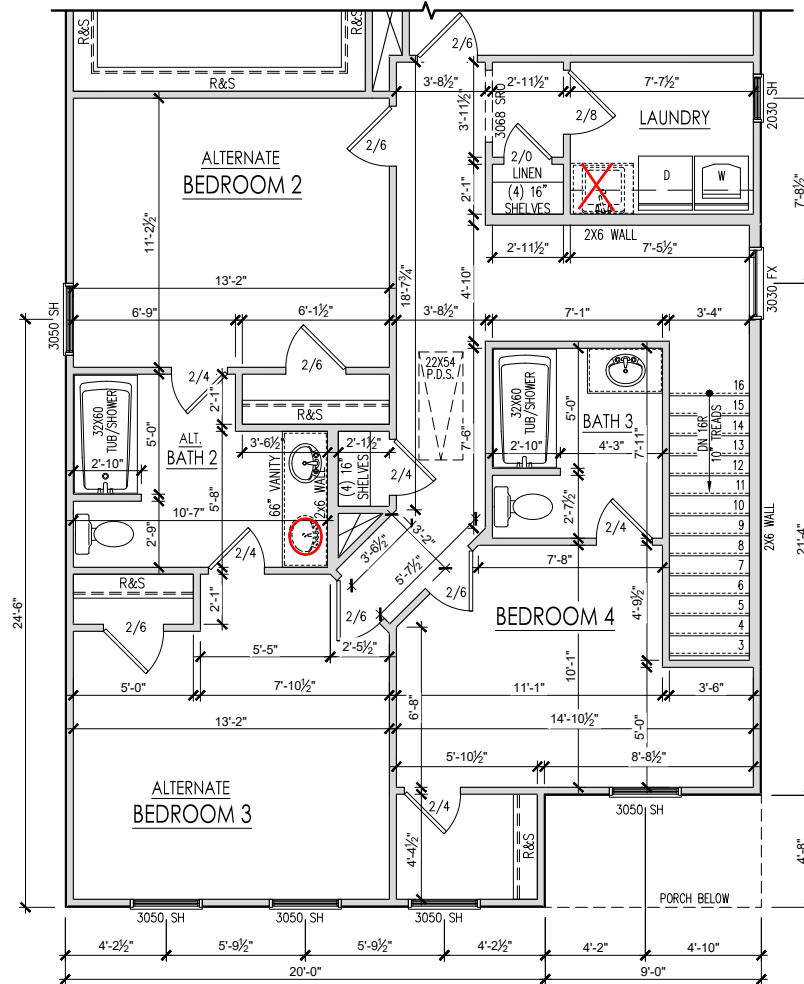 R&S
R&S
R&S
2/6
3'-8½"
2'-11½"
7'-7½"
2030 SH
3'-11½"
3068 SRO
2/8
LAUNDRY
2/6
2/0
LINEN
(4) 16"
SHELVES
D
W
7'-8½"
ALTERNATE
BEDROOM 2
2'-1"
2X6 WALL
11'-2½"
2'-11½"
7'-5½"
4'-10"
18'-7¾"
13'-2"
3030 FX
3050 SH
6'-9"
6'-1½"
3'-8½"
7'-1"
3'-4"
2/6
2/4
22X54
P.D.S.
32X60
TUB/SHOWER
2'-1"
R&S
32X60
TUB/SHOWER
5'-0"
BATH 3
16
15
14
13
12
11
10
9
8
7
6
5
4
3
DN 16R
10" TREADS
ALT.
BATH 2
5'-0"
3'-6½"
2'-1½"
7'-6"
2'-10"
4'-3"
7'-11"
66" VANITY
2x6 WALL
(4) 16"
SHELVES
2/4
2'-10"
5'-8"
10'-7"
2'-9"
2/4
3'-2"
3'-6½"
5'-7½"
2'-7½"
2/4
2X6 WALL
21'-4"
7'-8"
R&S
2'-1"
2/6
2/6
2/6
BEDROOM 4
4'-9½"
24'-6"
5'-5"
2'-5½"
10'-1"
5'-0"
7'-10½"
11'-1"
3'-6"
13'-2"
6'-8"
14'-10½"
5'-0"
5'-10½"
8'-8½"
ALTERNATE
BEDROOM 3
2/4
3050 SH
4'-4½"
R&S
4'-8"
PORCH BELOW
3050 SH
3050 SH
3050 SH
4'-2½"
5'-9½"
5'-9½"
4'-2½"
4'-2"
4'-10"
20'-0"
9'-0"